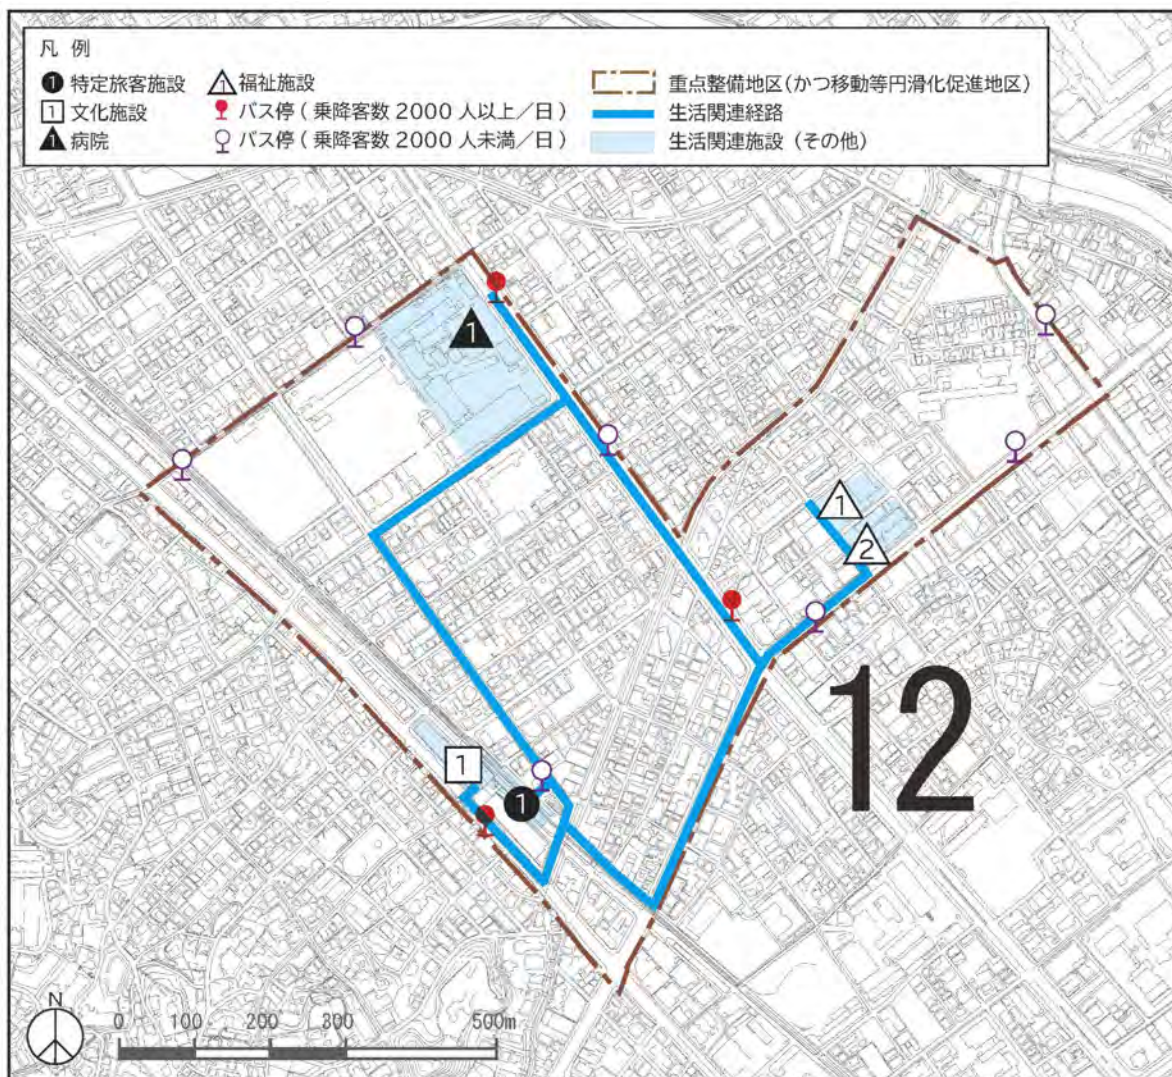 凡 例
1 特定旅客施設
1 福祉施設
重点整備地区(かつ移動等円滑化促進地区)
1 文化施設
バス停 ( 乗降客数 2000 人以上/日 )
生活関連経路
1 病院
バス停 ( 乗降客数 2000 人未満/日 )
生活関連施設 (その他)
1
1
2
12
1
1
N
0 100 200 300 500m